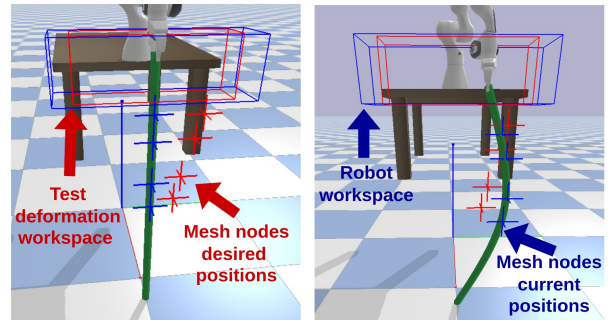 Test
deformation
workspace
Mesh nodes
desired
positions
Robot
workspace
Mesh nodes
current
positions